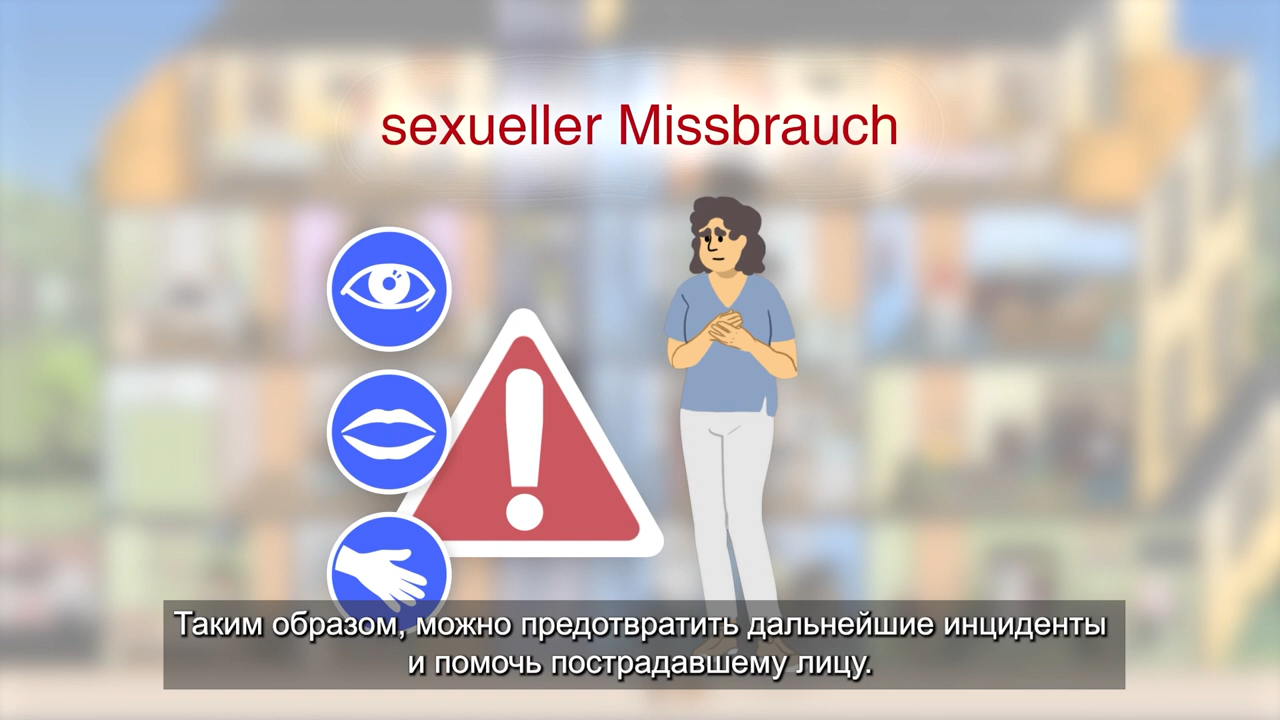 sexueller Missbrauch
Таким образом, можно предотвратить дальнейшие инциденты
и помочь пострадавшему лицу.